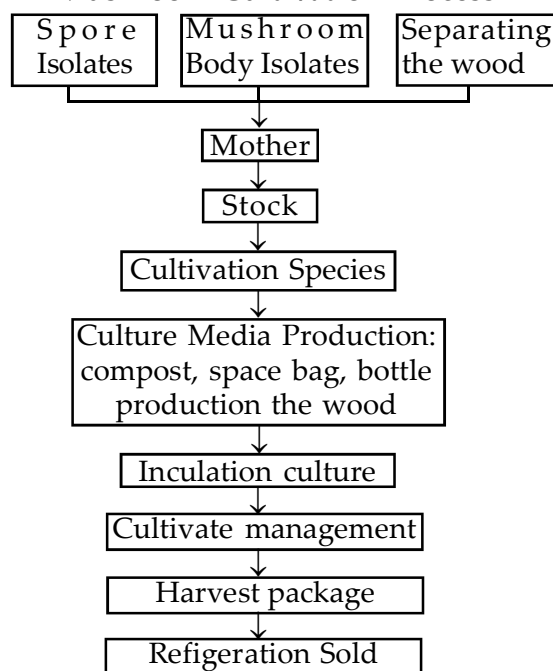 Spore
Isolates
Mushroom
Body Isolates
Separating
the wood
Mother
Stock
Cultivation Species
Culture Media Production:
compost, space bag, bottle
production the wood
Inculation culture
Cultivate management
Harvest package
Refigeration Sold